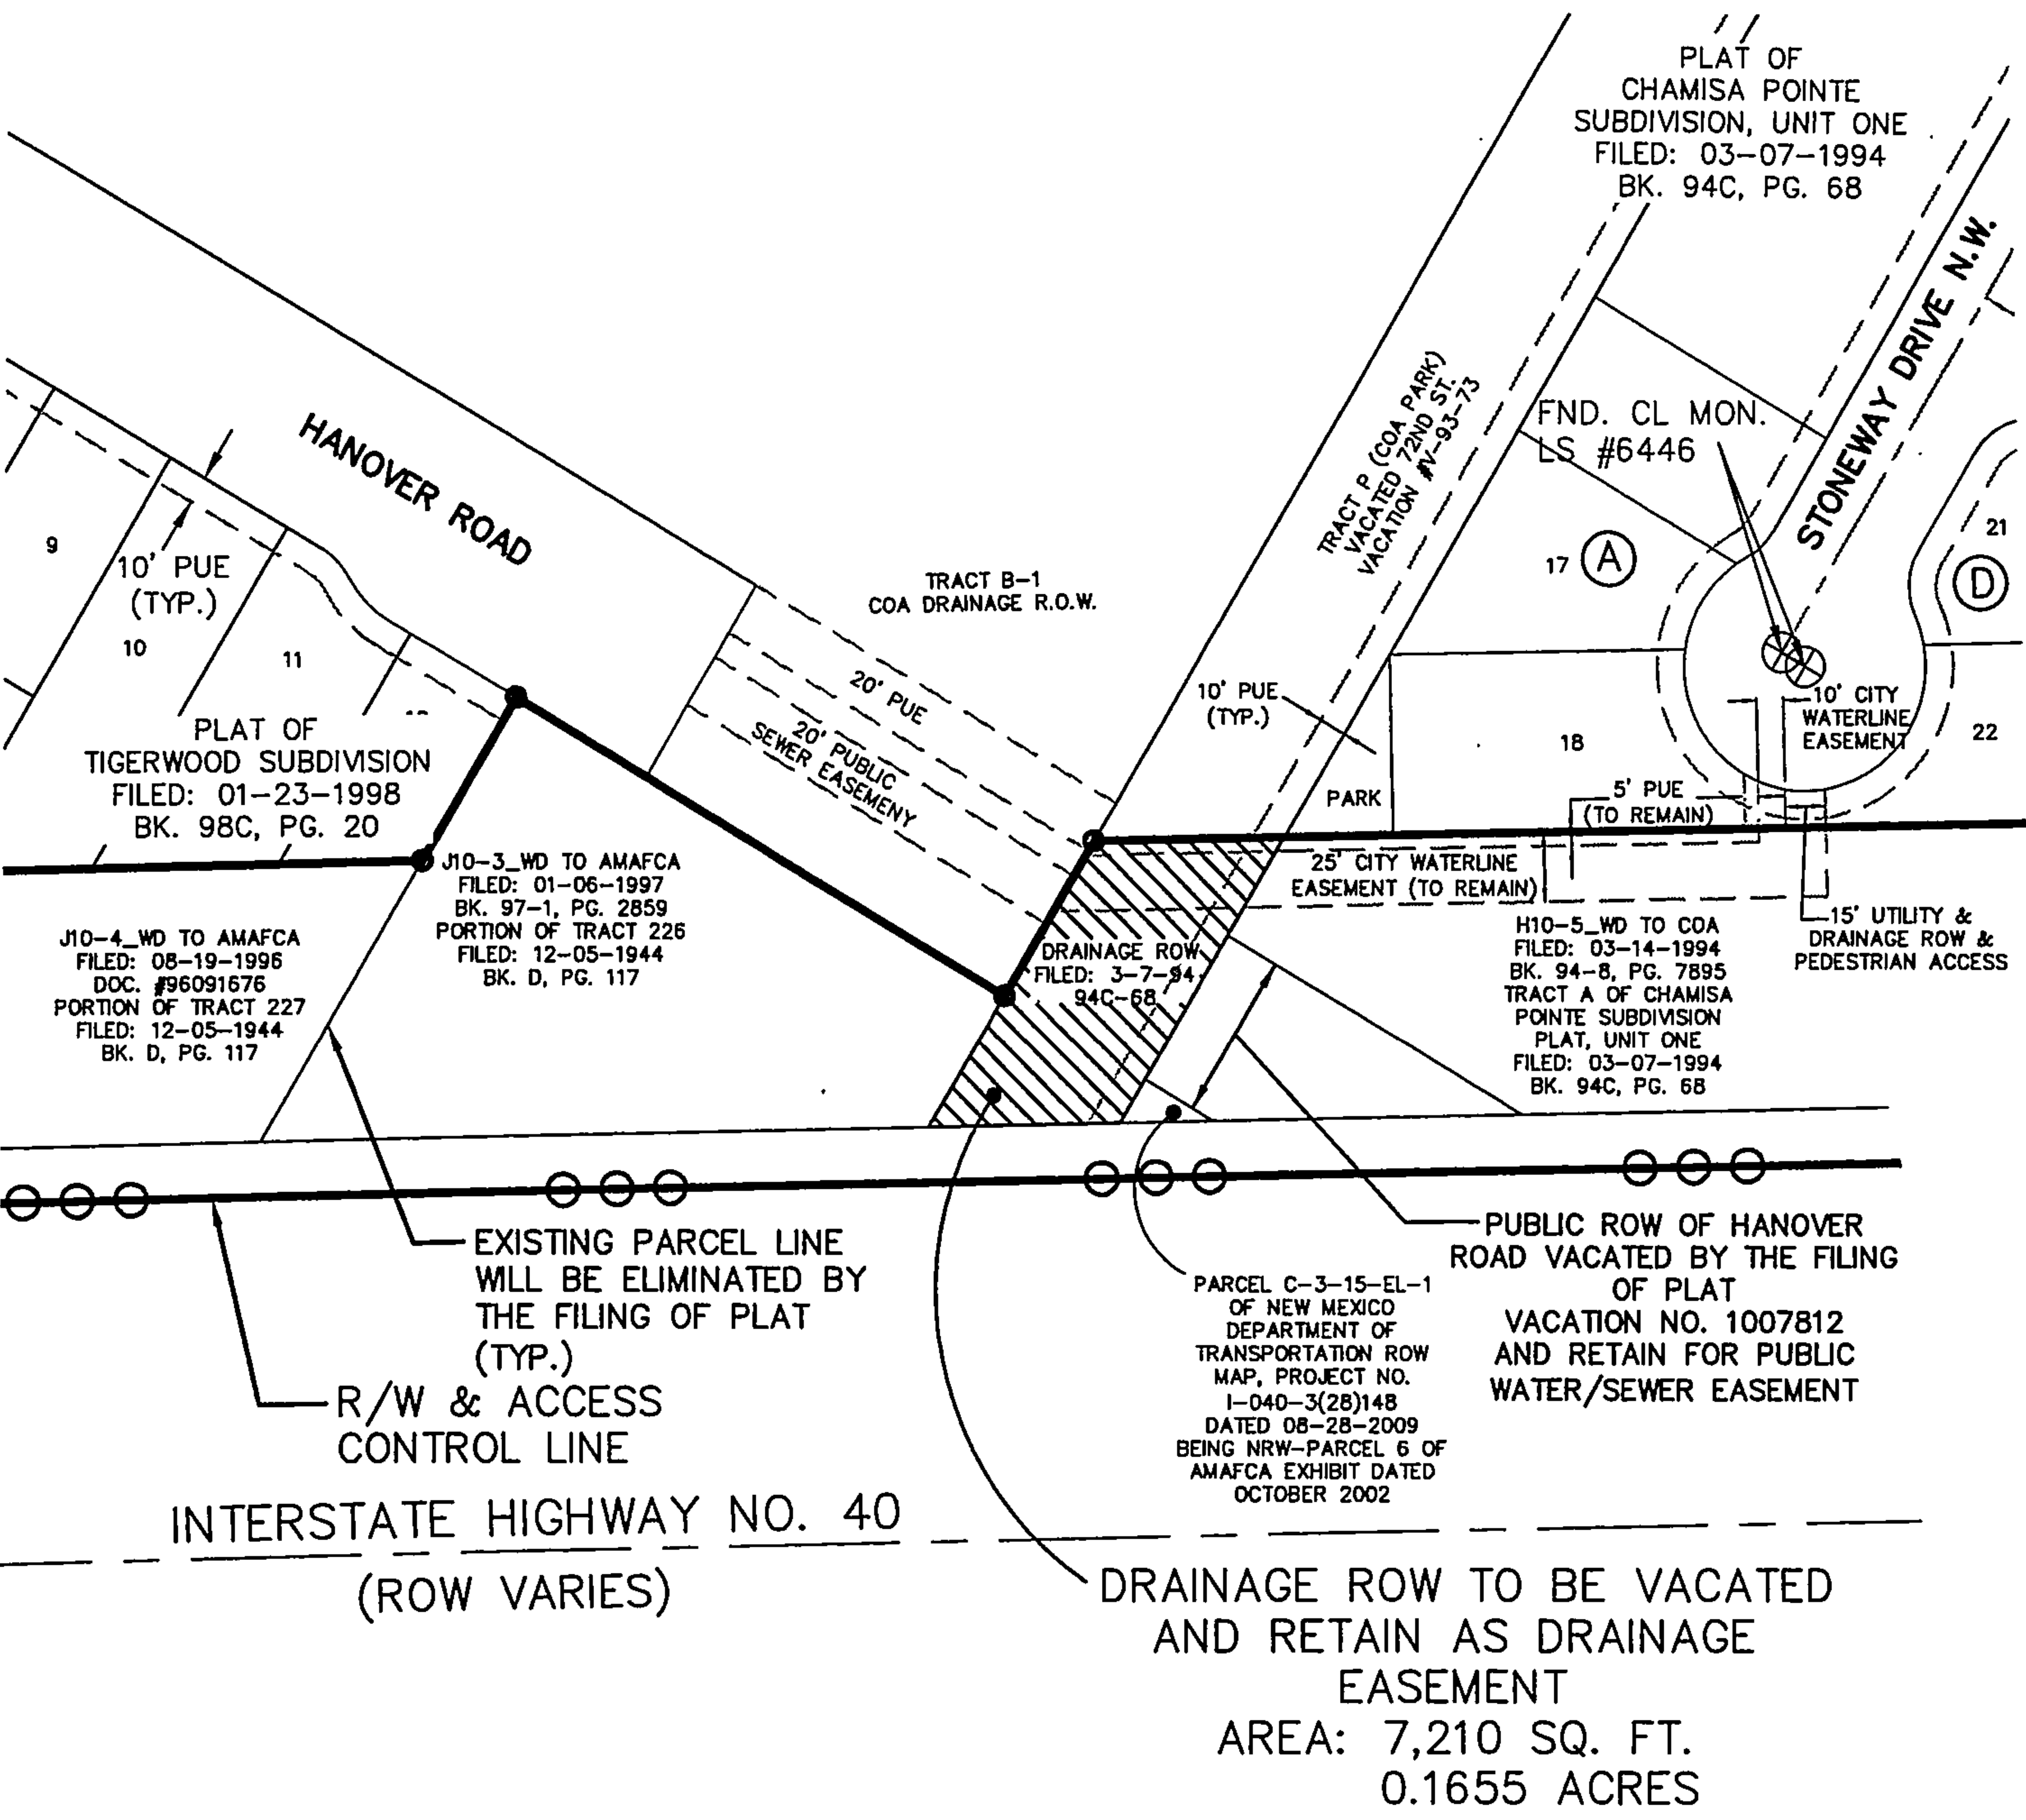 PLAT OF
CHAMISA POINTE
SUBDIVISION, UNIT ONE
FILED: 03-07-1994
BK. 94C, PG. 68
STONEWAY DRIVE N.W.
HANOVER ROAD
TRACT P (COA PARK)
VACATED 72ND ST.
VACATION #V-93-73
FND. CL MON.
LS #6446
9
10' PUE
(TYP.)
10
11
TRACT B-1
COA DRAINAGE R.O.W.
17
A
21
D
20' PUE
20' PUBLIC
SEWER EASEMENY
10' PUE
(TYP.)
18
10' CITY
WATERLINE
EASEMENT
22
PLAT OF
TIGERWOOD SUBDIVISION
FILED: 01-23-1998
BK. 98C, PG. 20
PARK
5' PUE
(TO REMAIN)
25' CITY WATERLINE
EASEMENT (TO REMAIN)
J10-3_WD TO AMAFCA
FILED: 01-06-1997
BK. 97-1, PG. 2859
PORTION OF TRACT 226
FILED: 12-05-1944
BK. D, PG. 117
J10-4_WD TO AMAFCA
FILED: 08-19-1996
DOC. #96091676
PORTION OF TRACT 227
FILED: 12-05-1944
BK. D, PG. 117
DRAINAGE ROW
FILED: 3-7-94
94C-68
H10-5_WD TO COA
FILED: 03-14-1994
BK. 94-8, PG. 7895
TRACT A OF CHAMISA
POINTE SUBDIVISION
PLAT, UNIT ONE
FILED: 03-07-1994
BK. 94C, PG. 68
15' UTILITY &
DRAINAGE ROW &
PEDESTRIAN ACCESS
EXISTING PARCEL LINE
WILL BE ELIMINATED BY
THE FILING OF PLAT
(TYP.)
R/W & ACCESS
CONTROL LINE
PARCEL C-3-15-EL-1
OF NEW MEXICO
DEPARTMENT OF
TRANSPORTATION ROW
MAP, PROJECT NO.
I-040-3(28)148
DATED 08-28-2009
BEING NRW-PARCEL 6 OF
AMAFCA EXHIBIT DATED
OCTOBER 2002
PUBLIC ROW OF HANOVER
ROAD VACATED BY THE FILING
OF PLAT
VACATION NO. 1007812
AND RETAIN FOR PUBLIC
WATER/SEWER EASEMENT
INTERSTATE HIGHWAY NO. 40
(ROW VARIES)
DRAINAGE ROW TO BE VACATED
AND RETAIN AS DRAINAGE
EASEMENT
AREA: 7,210 SQ. FT.
0.1655 ACRES